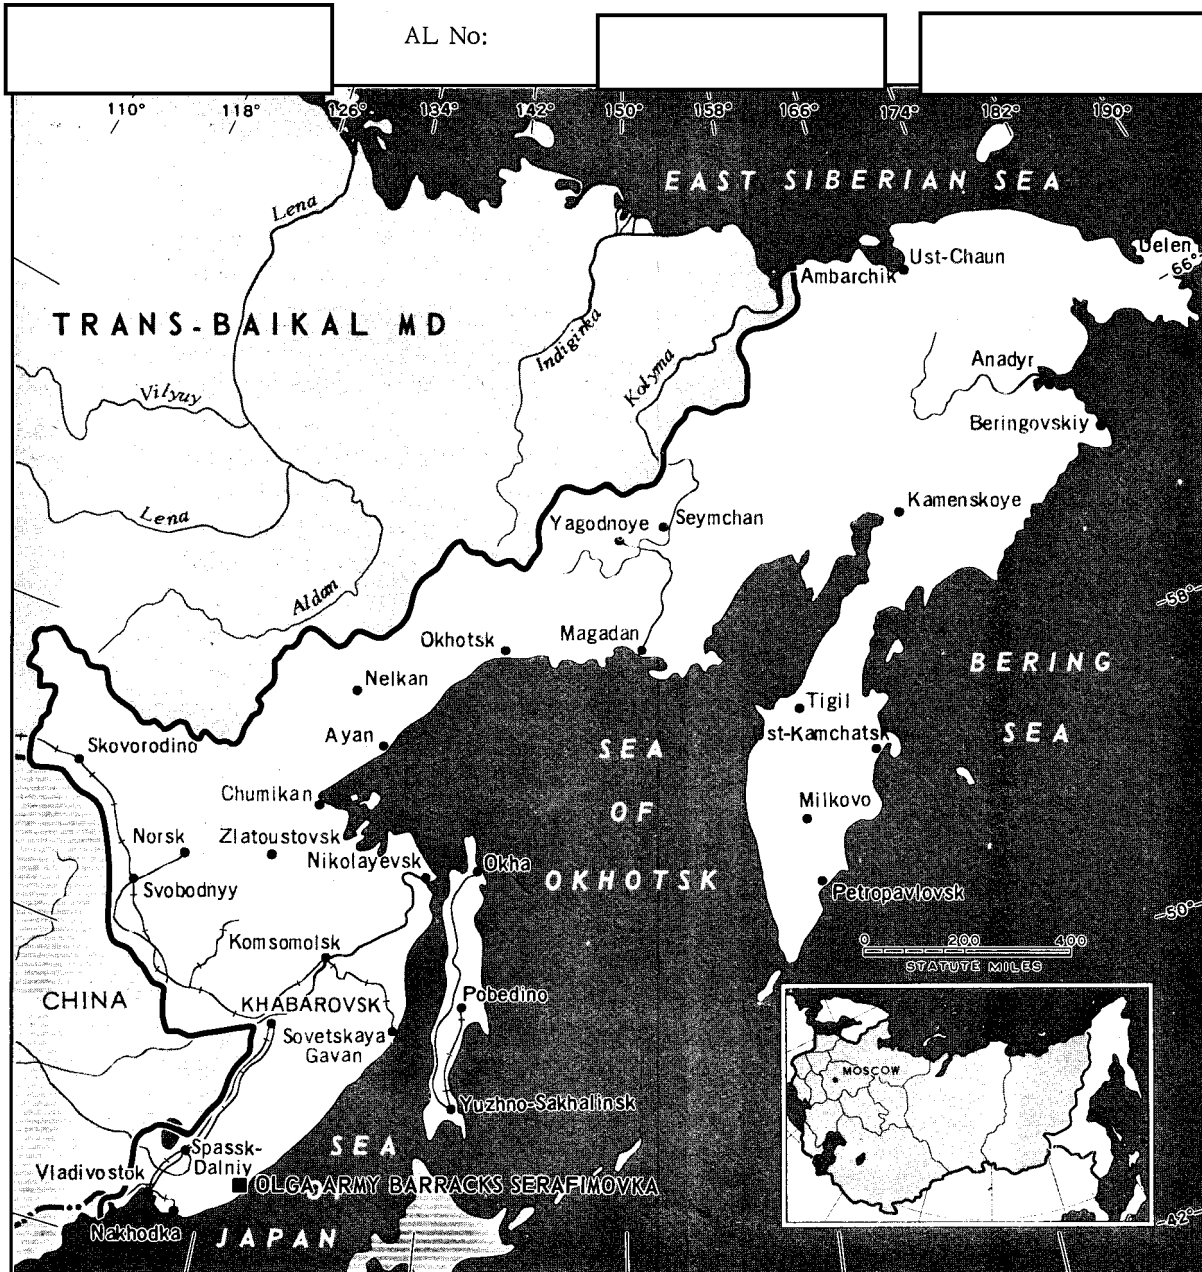 AL No:
110° 118° 126° 134° 142° 150° 158° 166° 174° 182° 190°
EAST SIBERIAN SEA
Lena
Uelen
66°
Ust-Chaun
Ambarchik
TRANS-BAIKAL MD
Indigirka
Kolyma
Anadyr
Vilyuy
Beringovskiy
Kamenskoye
Lena
Yagodnoye
Seymchan
58°
Aldan
Okhotsk
Magadan
BERING
SEA
Nelkan
Tigil
st-Kamchatsk
Ayan
Skovorodino
SEA
OF
OKHOTSK
Chumikan
Milkovo
Norsk
Zlatoustovsk
Nikolayevsk
Okha
Svobodnyy
Petropavlovsk
50°
Komsomolsk
0 200 400
STATUTE MILES
CHINA
KHABAROVSK
Pobedino
Sovetskaya
Gavan
MOSCOW
Yuzhno-Sakhalinsk
Spassk-
Dalniy
SEA
Vladivostok
OLGA ARMY BARRACKS SERAFIMOVKA
42°
Nakhodka
JAPAN